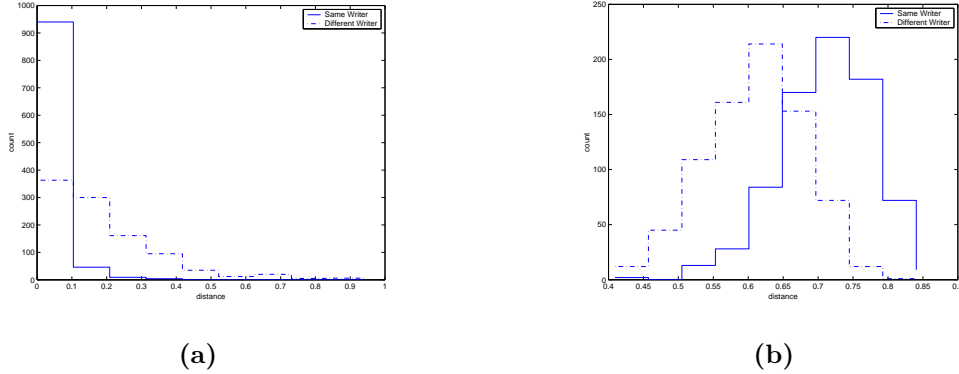 1000
900
800
700
600
500
400
300
200
100
0
count
0 0.1 0.2 0.3 0.4 0.5 0.6 0.7 0.8 0.9 1
distance
Same Writer
Different Writer
(a)
250
200
150
100
50
0
count
0.4 0.45 0.5 0.55 0.6 0.65 0.7 0.75 0.8 0.85 0.9
distance
Same Writer
Different Writer
(b)